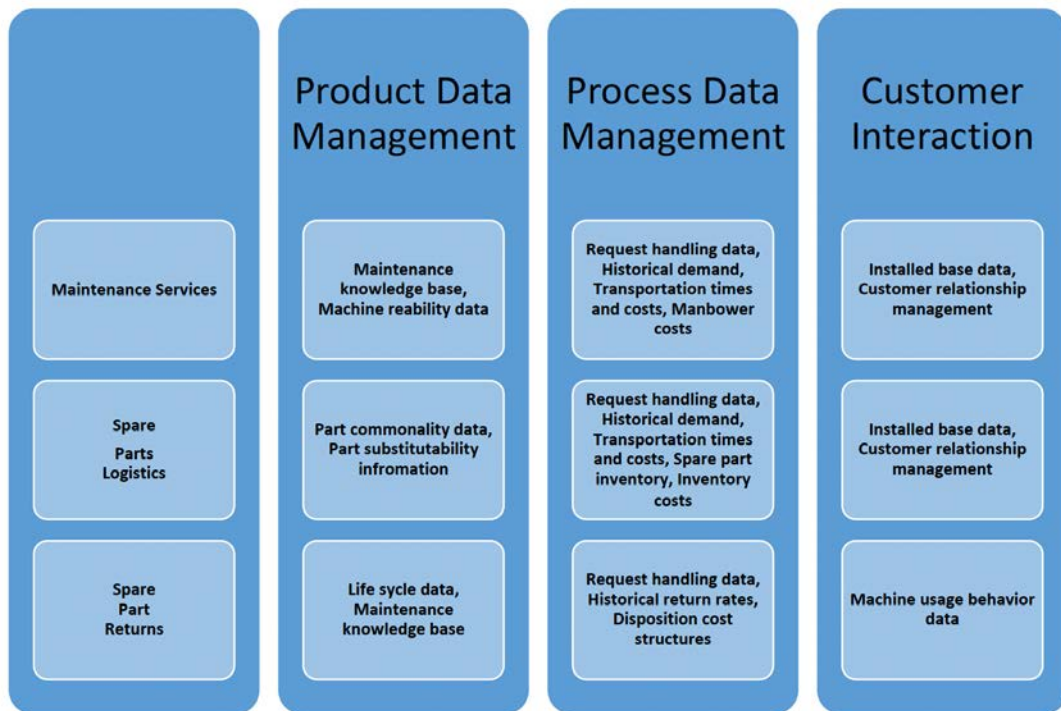 Product Data
Management
Process Data
Management
Customer
Interaction
Maintenance Services
Maintenance
knowledge base,
Machine reability data
Request handling data,
Historical demand,
Transportation times
and costs, Manbower
costs
Installed base data,
Customer relationship
management
Spare
Parts
Logistics
Part commonality data,
Part substitutability
infromation
Request handling data,
Historical demand,
Transportation times
and costs, Spare part
inventory, Inventory
costs
Installed base data,
Customer relationship
management
Spare
Part
Returns
Life sycle data,
Maintenance
knowledge base
Request handling data,
Historical return rates,
Disposition cost
structures
Machine usage behavior
data